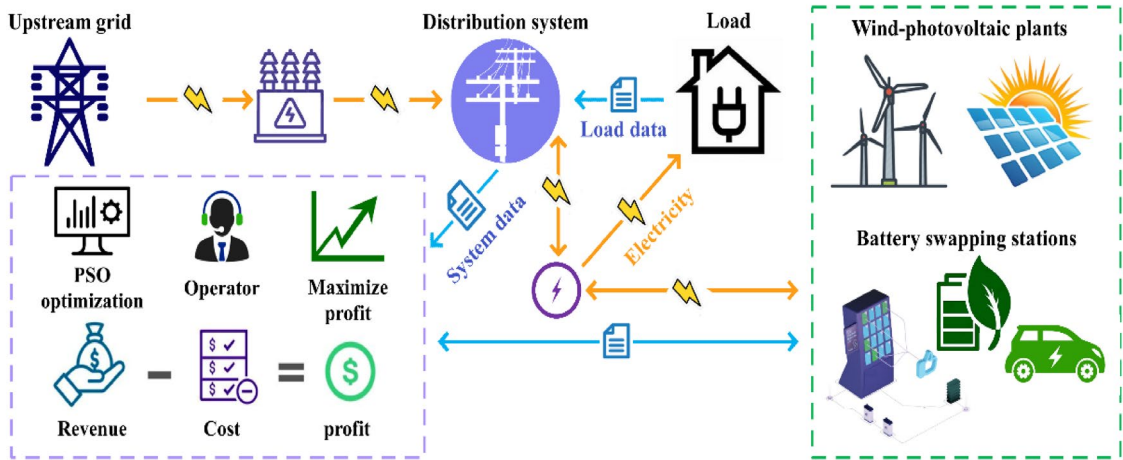 Upstream grid
Distribution system
Load
Wind-photovoltaic plants
Load data
System data
Electricity
PSO
optimization
Operator
Maximize
profit
Battery swapping stations
$
$
$
$
-
=
$
Revenue
Cost
profit